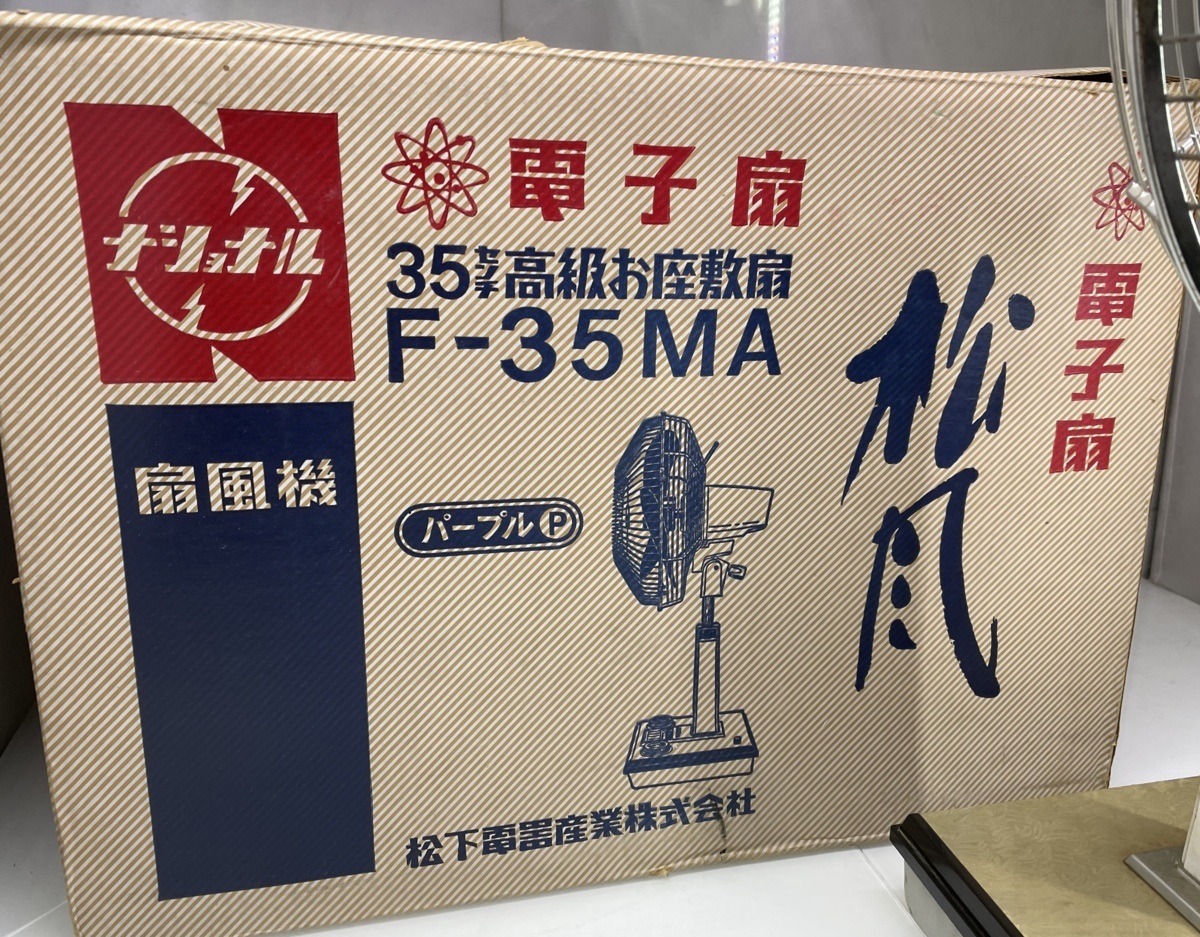 ナショナル
電子扇
35センチ高級お座敷扇
F-35MA
扇風機
パープルP
松風
松下電器産業株式会社
電子扇